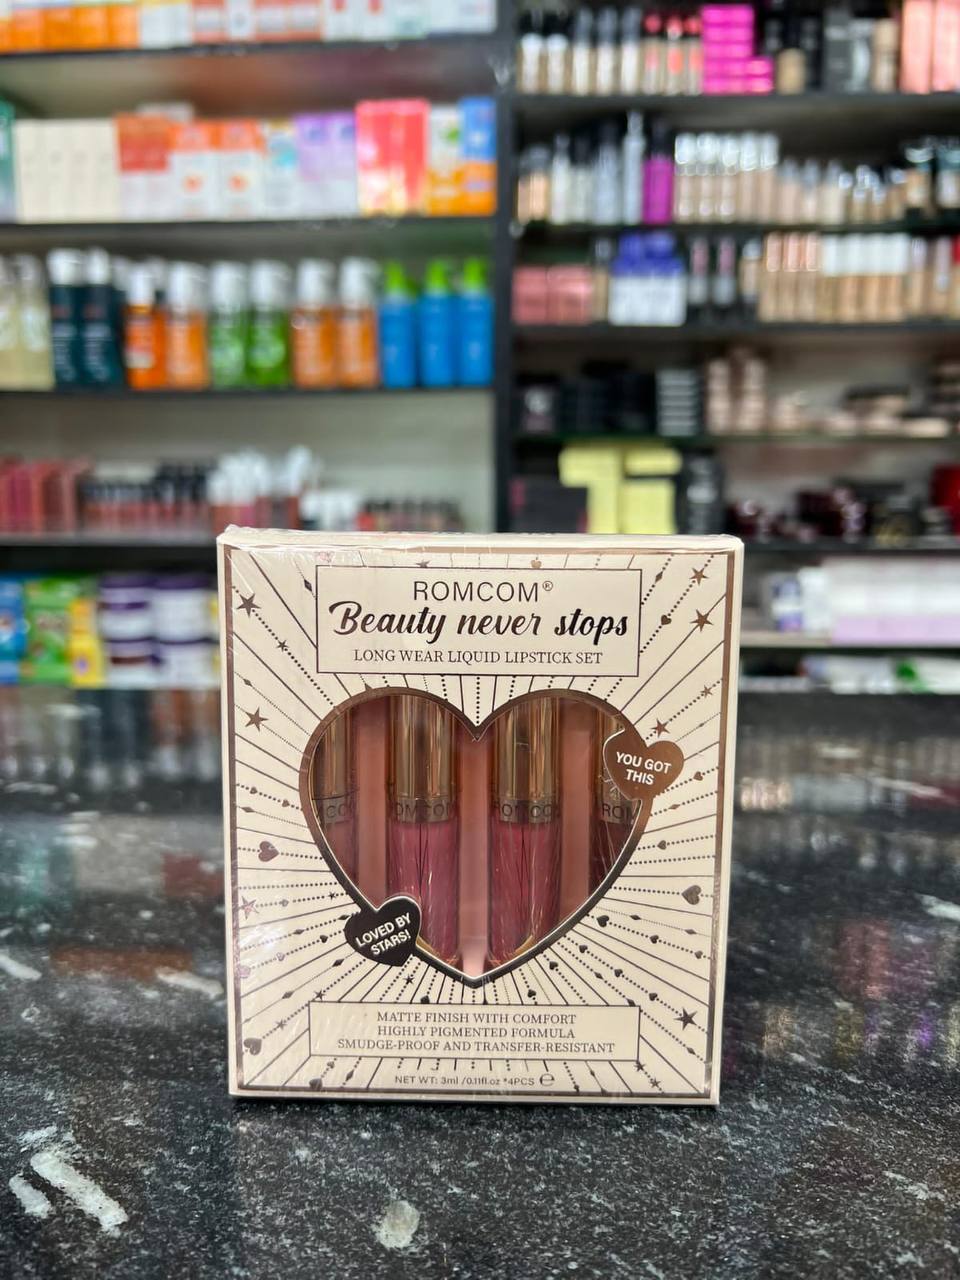 ROMCOM®
Beauty never stops
LONG WEAR LIQUID LIPSTICK SET
YOU GOT
THIS
LOVED BY
STARS!
MATTE FINISH WITH COMFORT
HIGHLY PIGMENTED FORMULA
SMUDGE-PROOF AND TRANSFER-RESISTANT
NET WT: 3ml /0.11fl.oz *4PCS ℮